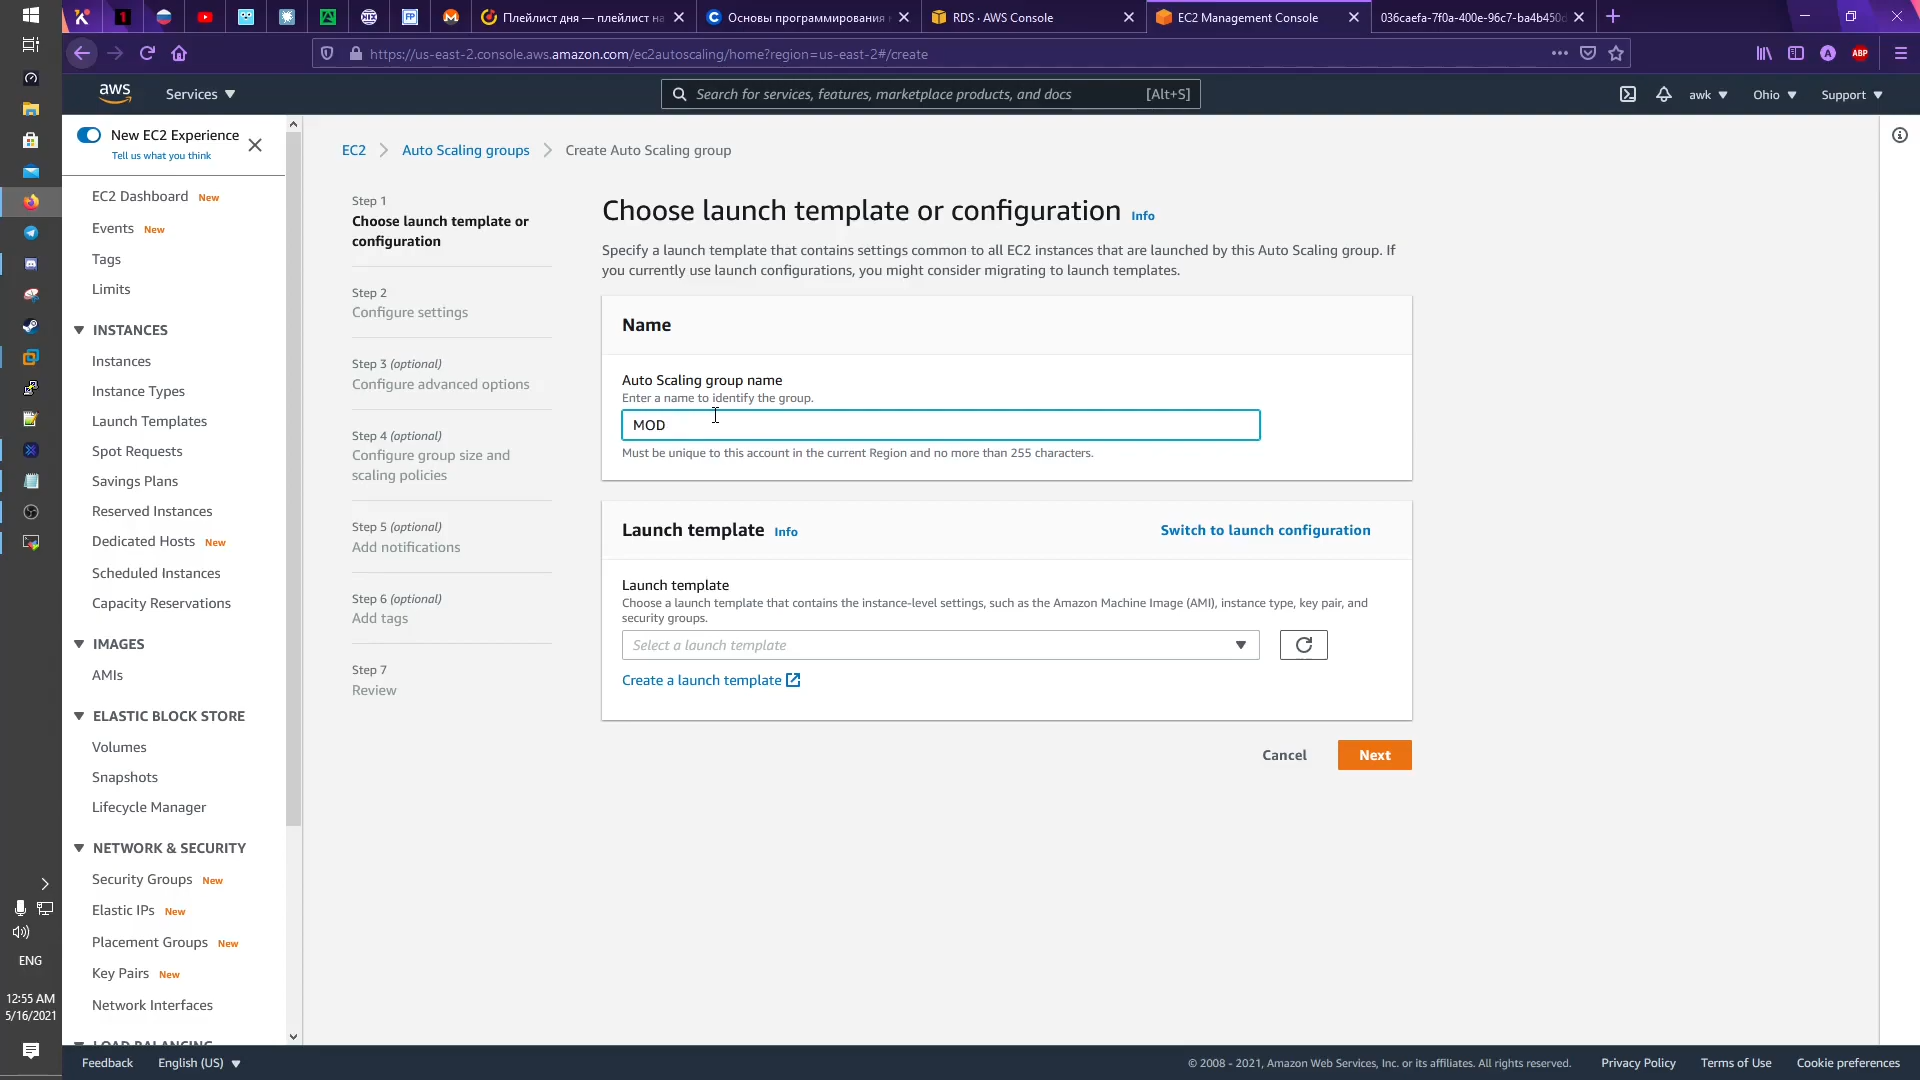 Плейлист дня — плейлист на
Основы программирования
RDS · AWS Console
EC2 Management Console
036caefa-7f0a-400e-96c7-ba4b450d
https://us-east-2.console.aws.amazon.com/ec2autoscaling/home?region=us-east-2#/create
ABP
aws
Services
Search for services, features, marketplace products, and docs
[Alt+S]
awk
Ohio
Support
New EC2 Experience
Tell us what you think
EC2 Dashboard New
Events New
Tags
Limits
INSTANCES
Instances
Instance Types
Launch Templates
Spot Requests
Savings Plans
Reserved Instances
Dedicated Hosts New
Scheduled Instances
Capacity Reservations
IMAGES
AMIs
ELASTIC BLOCK STORE
Volumes
Snapshots
Lifecycle Manager
NETWORK & SECURITY
Security Groups New
Elastic IPs New
Placement Groups New
Key Pairs New
Network Interfaces
LOAD BALANCING
EC2 > Auto Scaling groups > Create Auto Scaling group
Step 1
Choose launch template or
configuration
Step 2
Configure settings
Step 3 (optional)
Configure advanced options
Step 4 (optional)
Configure group size and
scaling policies
Step 5 (optional)
Add notifications
Step 6 (optional)
Add tags
Step 7
Review
Choose launch template or configuration Info
Specify a launch template that contains settings common to all EC2 instances that are launched by this Auto Scaling group. If
you currently use launch configurations, you might consider migrating to launch templates.
Name
Auto Scaling group name
Enter a name to identify the group.
MOD
Must be unique to this account in the current Region and no more than 255 characters.
Launch template Info
Switch to launch configuration
Launch template
Choose a launch template that contains the instance-level settings, such as the Amazon Machine Image (AMI), instance type, key pair, and
security groups.
Select a launch template
Create a launch template
Cancel
Next
ENG
12:55 AM
5/16/2021
Feedback
English (US)
© 2008 - 2021, Amazon Web Services, Inc. or its affiliates. All rights reserved.
Privacy Policy
Terms of Use
Cookie preferences